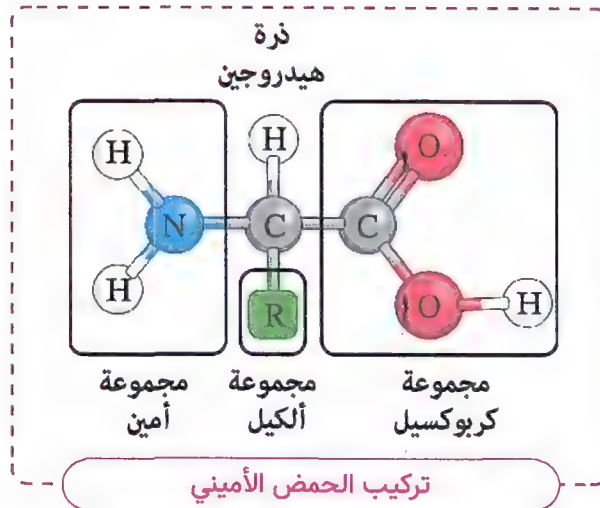 ذرة
هيدروجين
H H O
N C C
H R O H
مجموعة
أمين
مجموعة
ألكيل
مجموعة
كربوكسيل
تركيب الحمض الأميني